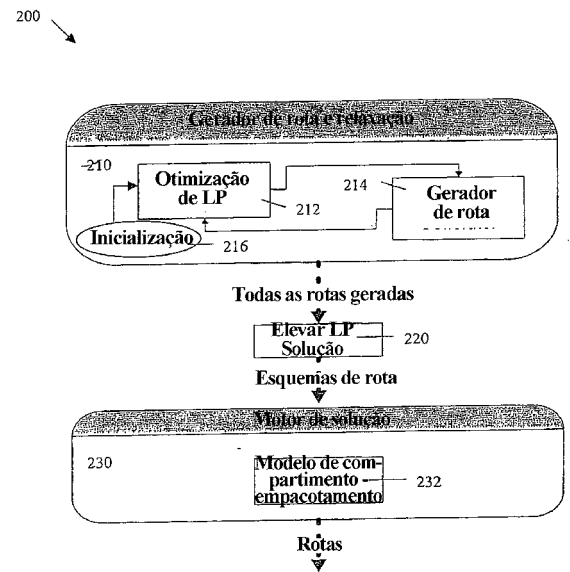 200
Gerador de rota e relaxação
210
Otimização
de LP
212
214
Gerador
de rota
Inicialização
216
Todas as rotas geradas
Elevar LP
Solução
220
Esquemas de rota
Motor de solução
230
Modelo de com-
partimento -
empacotamento
232
Rotas